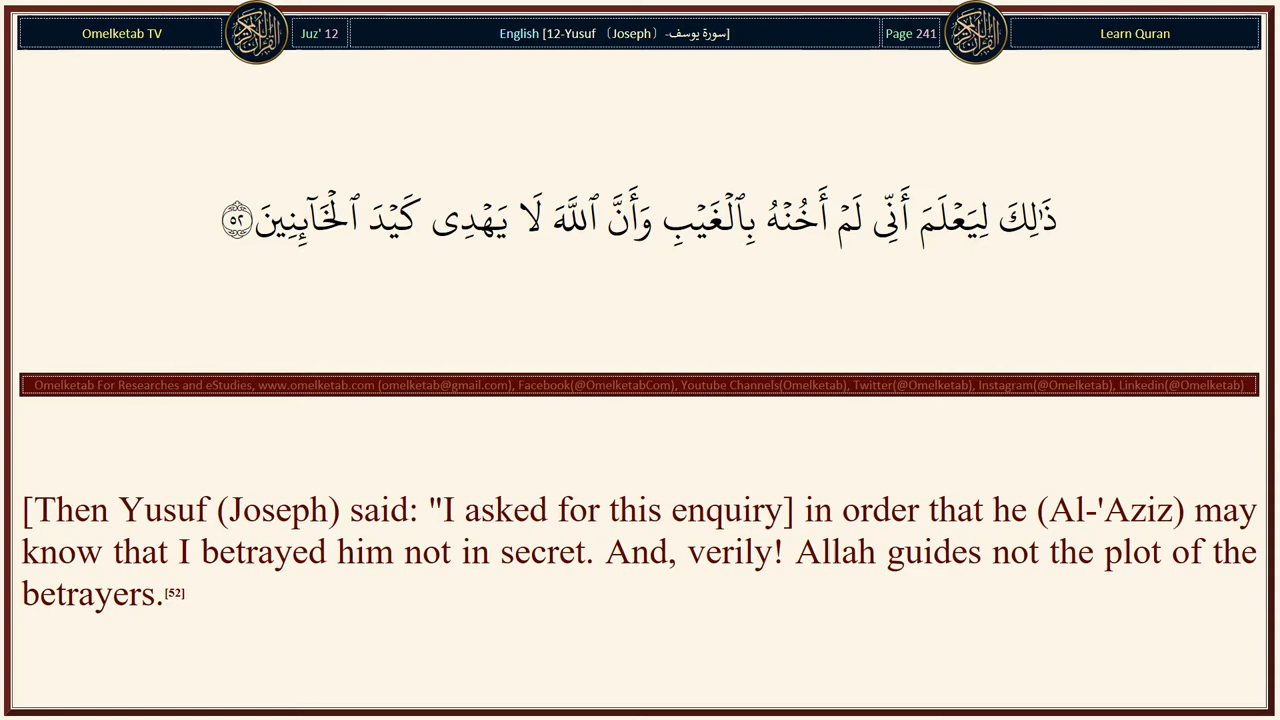 Omelketab TV
Juz' 12
English [12-Yusuf (Joseph) -سورة يوسف]
Page 241
Learn Quran
ذَٰلِكَ لِيَعۡلَمَ أَنِّي لَمۡ أَخُنۡهُ بِٱلۡغَيۡبِ وَأَنَّ ٱللَّهَ لَا يَهۡدِي كَيۡدَ ٱلۡخَآئِنِينَ ٥٢
Omelketab For Researches and eStudies, www.omelketab.com (omelketab@gmail.com), Facebook(@OmelketabCom), Youtube Channels(Omelketab), Twitter(@Omelketab), Instagram(@Omelketab), Linkedin(@Omelketab)
[Then Yusuf (Joseph) said: "I asked for this enquiry] in order that he (Al-'Aziz) may
know that I betrayed him not in secret. And, verily! Allah guides not the plot of the
betrayers.[52]